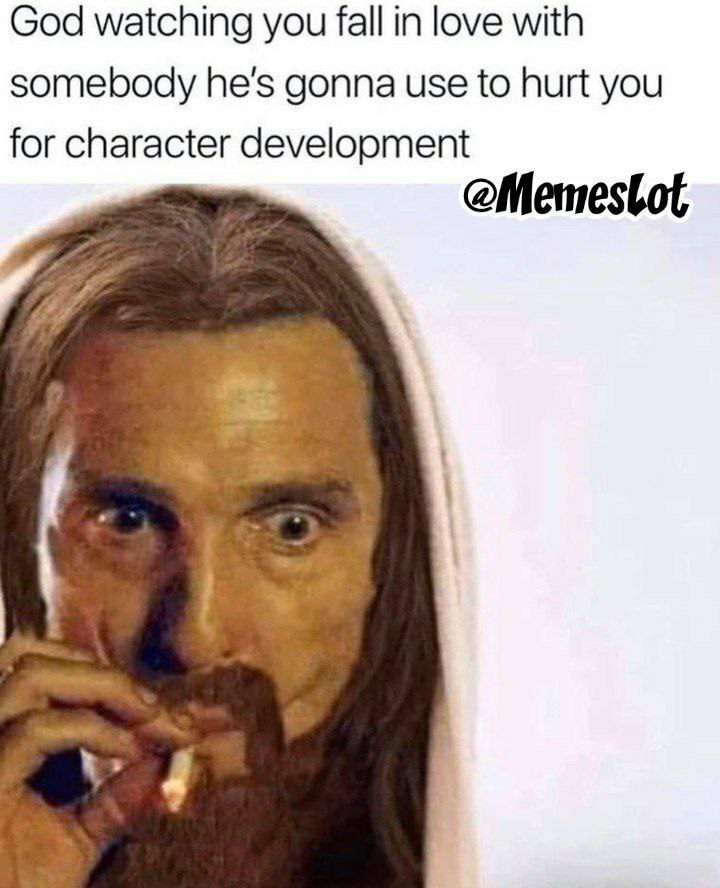 God watching you fall in love with
somebody he's gonna use to hurt you
for character development
@MemesLot